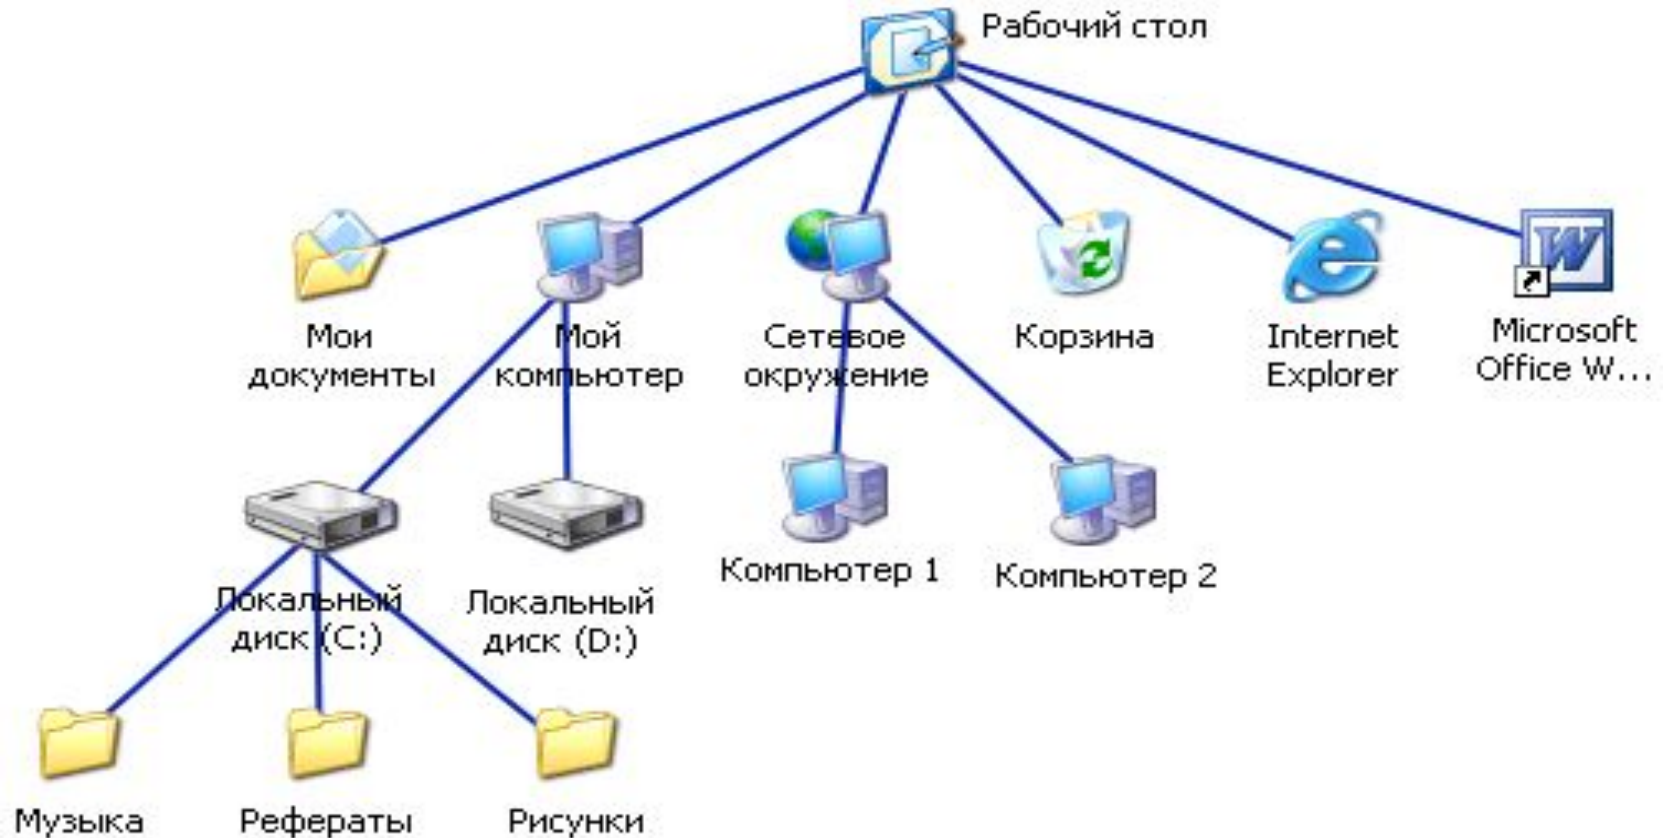 Рабочий стол
Мои
документы
Мой
компьютер
Сетевое
окружение
Корзина
Internet
Explorer
Microsoft
Office W...
Компьютер 1
Компьютер 2
Локальный
диск (C:)
Локальный
диск (D:)
Музыка
Рефераты
Рисунки